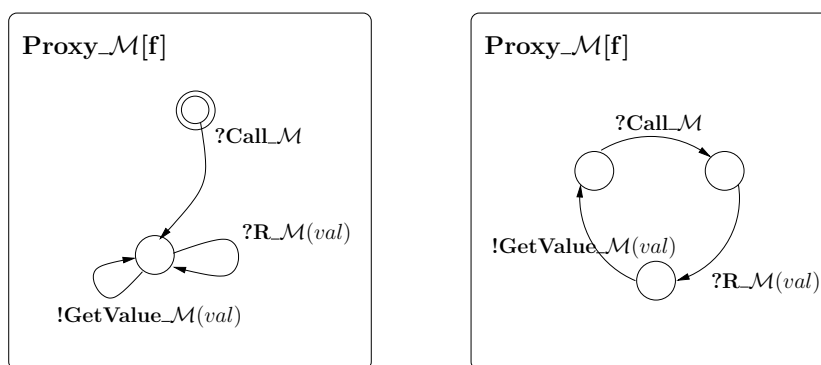 Proxy_ℳ[f]
?Call_ℳ
?R_ℳ(val)
!GetValue_ℳ(val)
Proxy_ℳ[f]
?Call_ℳ
!GetValue_ℳ(val)
?R_ℳ(val)